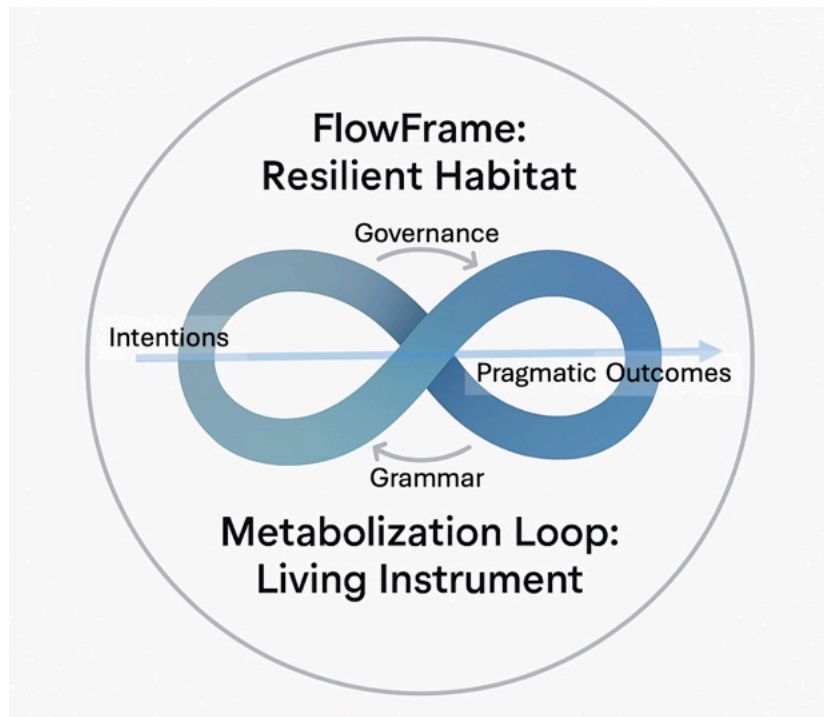 FlowFrame:
Resilient Habitat
Governance
Intentions
Pragmatic Outcomes
Grammar
Metabolization Loop:
Living Instrument